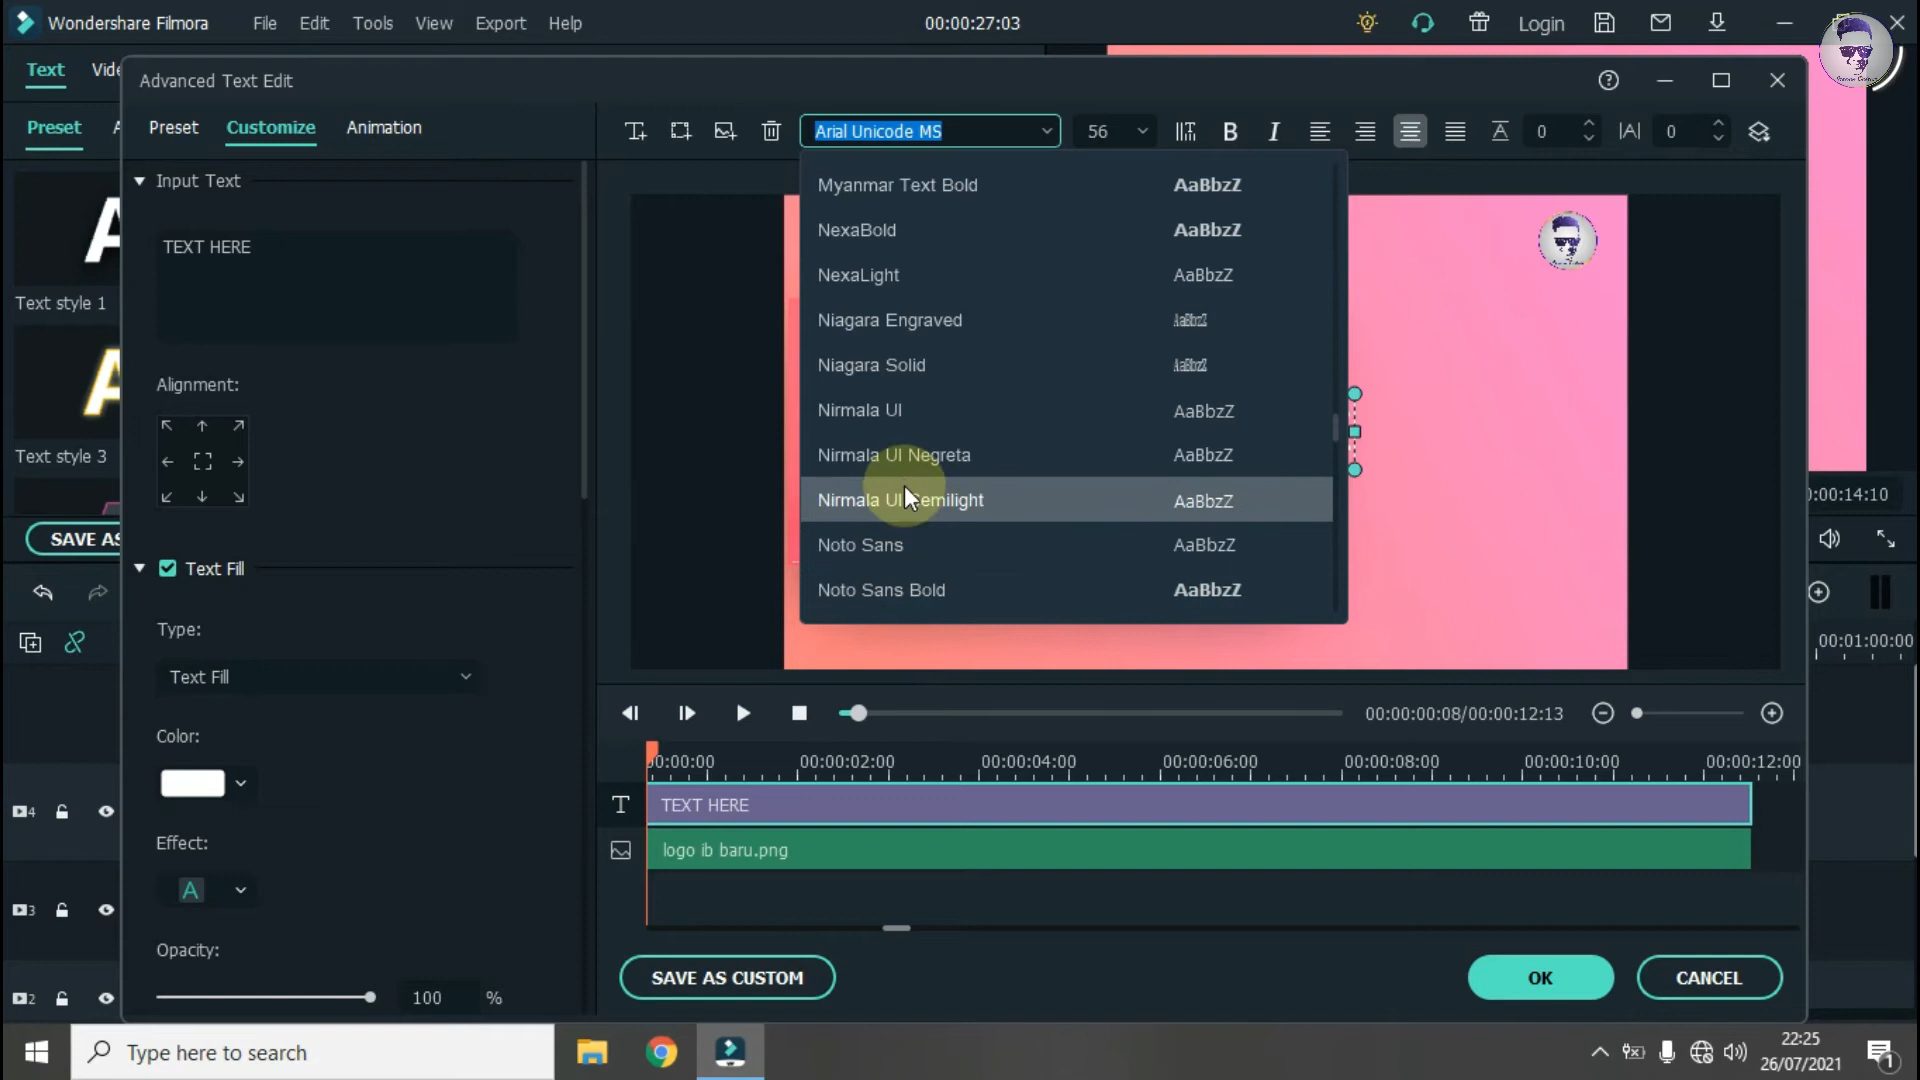 Wondershare Filmora File Edit Tools View Export Help 00:00:27:03 Login
Text
Advanced Text Edit
Preset
Preset Customize Animation
Arial Unicode MS 56 B I 0 0
Input Text
TEXT HERE
Alignment:
Text style 1
Text style 3
SAVE AS
Myanmar Text Bold AaBbzZ
NexaBold AaBbzZ
NexaLight AaBbzZ
Niagara Engraved AaBbzZ
Niagara Solid AaBbzZ
Nirmala UI AaBbzZ
Nirmala UI Negreta AaBbzZ
Nirmala UI Semilight AaBbzZ
Noto Sans AaBbzZ
Noto Sans Bold AaBbzZ
Text Fill
Type:
Text Fill
Color:
Effect:
A
Opacity:
100 %
:00:14:10
00:01:00:00
00:00:00:08/00:00:12:13
00:00:02:00 00:00:04:00 00:00:06:00 00:00:08:00 00:00:10:00 00:00:12:00
T TEXT HERE
logo ib baru.png
4
3
2
SAVE AS CUSTOM OK CANCEL
Type here to search
22:25
26/07/2021
1